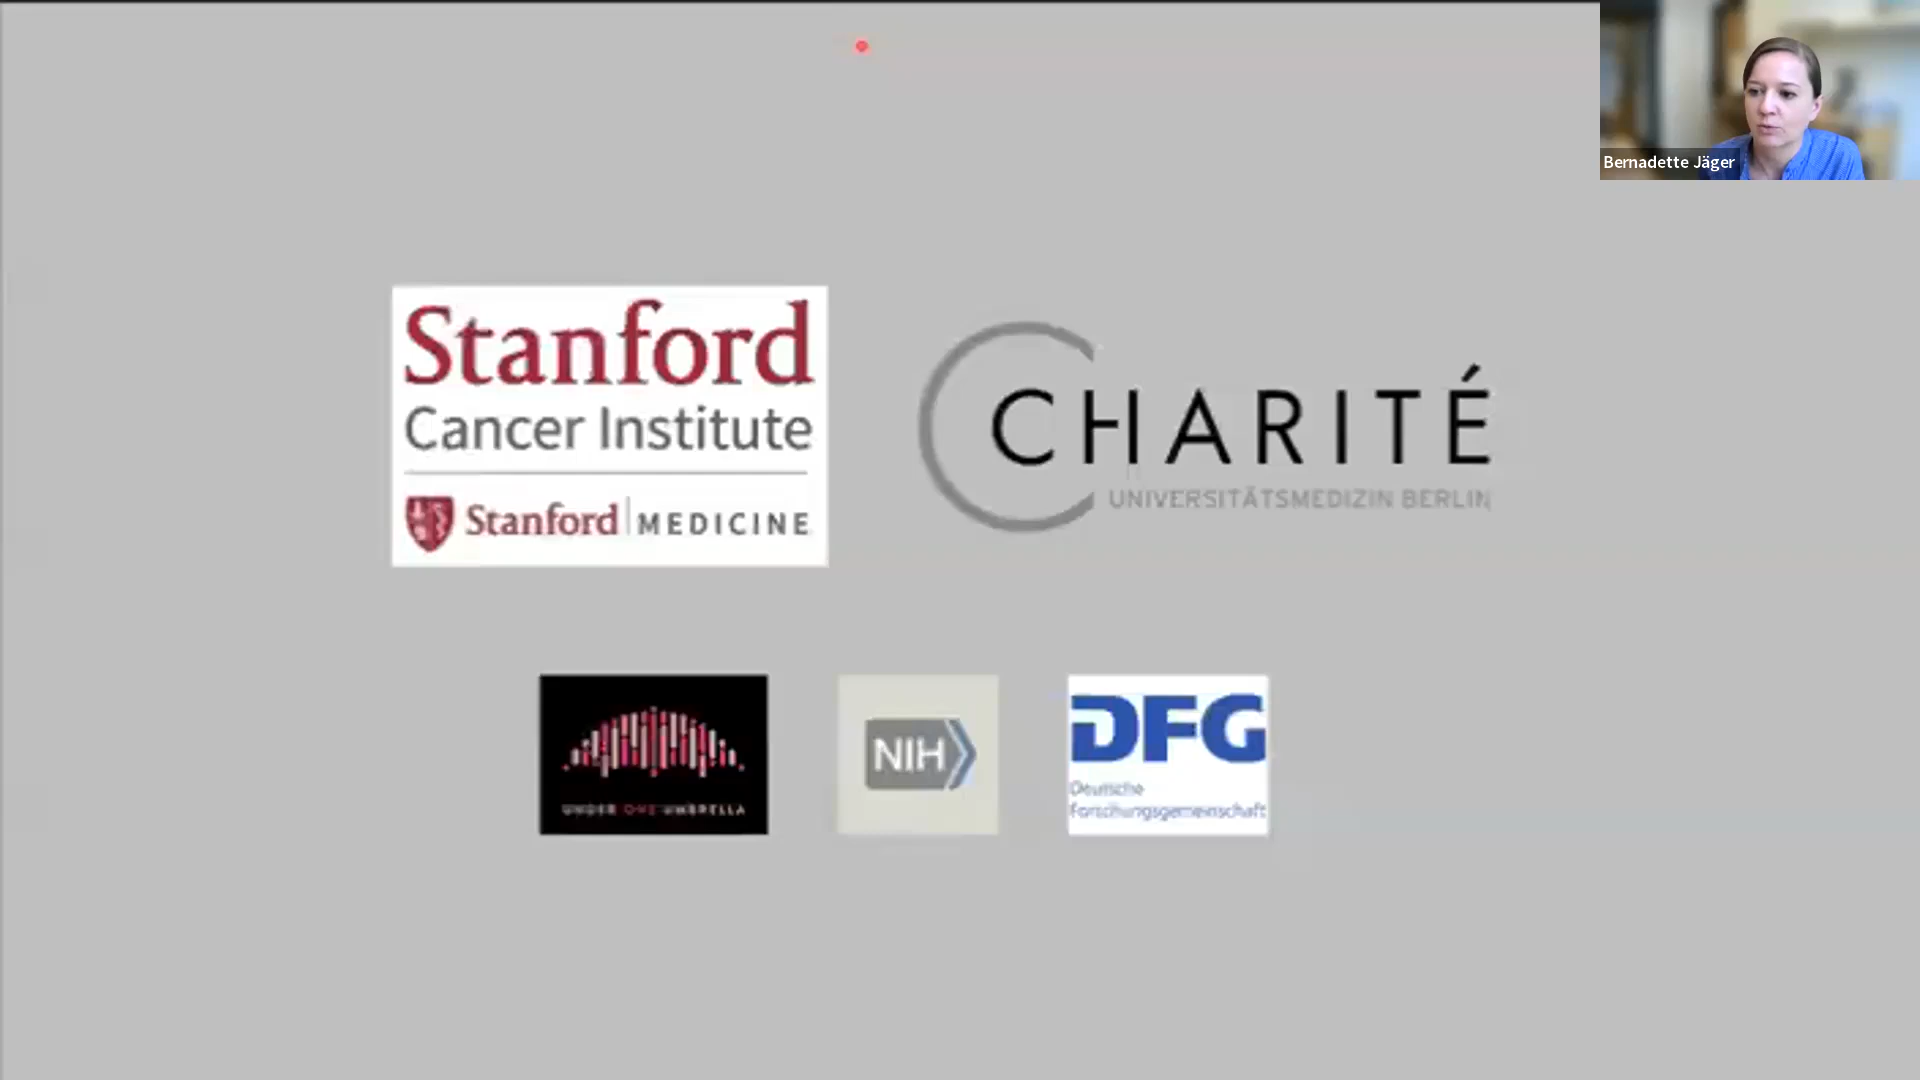 Bernadette Jäger
Stanford
Cancer Institute
Stanford MEDICINE
CHARITÉ
UNIVERSITÄTSMEDIZIN BERLIN
UNDER ONE UMBRELLA
NIH
DFG
Deutsche
Forschungsgemeinschaft